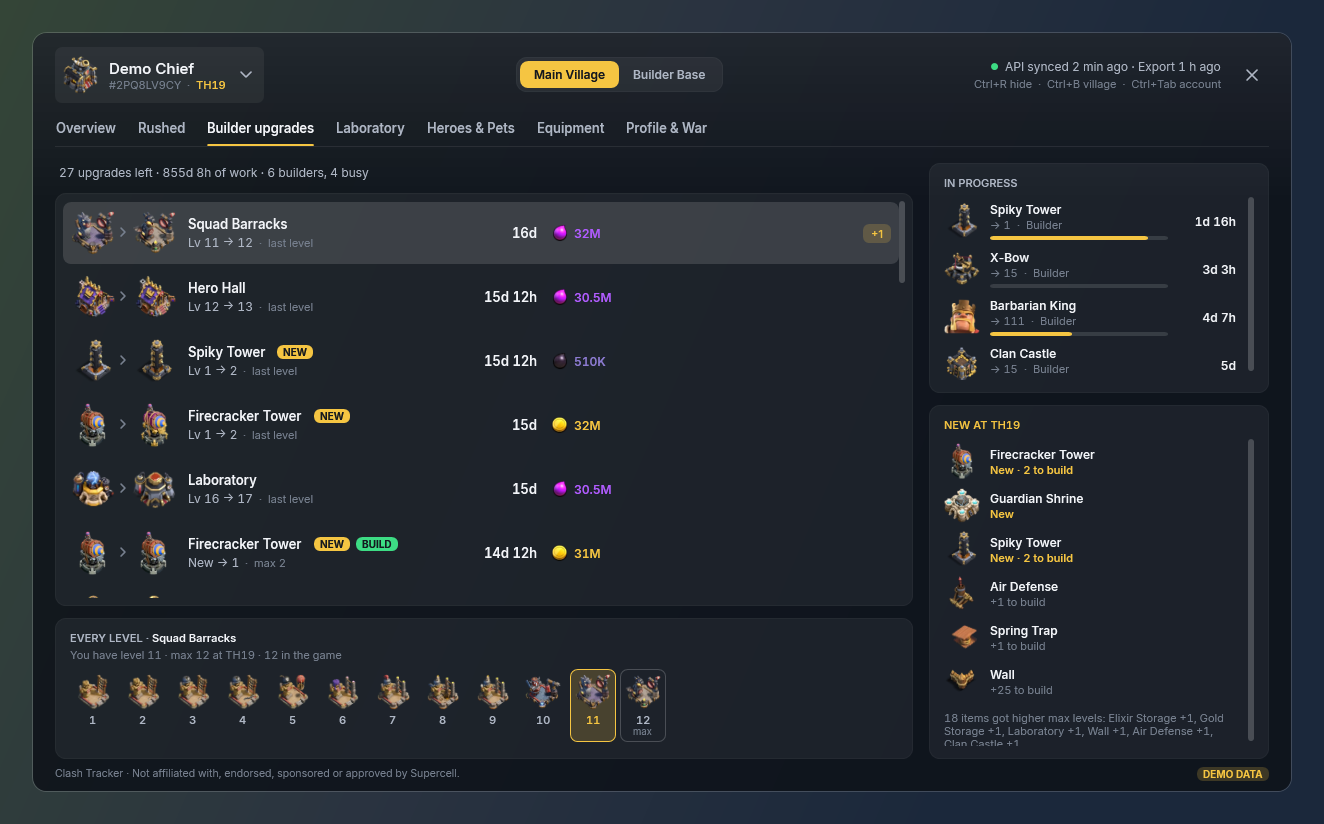 Demo Chief
#2PQ8LV9CY · TH19
Main Village
Builder Base
API synced 2 min ago · Export 1 h ago
Ctrl+R hide · Ctrl+B village · Ctrl+Tab account
Overview
Rushed
Builder upgrades
Laboratory
Heroes & Pets
Equipment
Profile & War
27 upgrades left · 855d 8h of work · 6 builders, 4 busy
Squad Barracks
Lv 11 → 12 · last level
16d
32M
+1
Hero Hall
Lv 12 → 13 · last level
15d 12h
30.5M
Spiky Tower NEW
Lv 1 → 2 · last level
15d 12h
510K
Firecracker Tower NEW
Lv 1 → 2 · last level
15d
32M
Laboratory
Lv 16 → 17 · last level
15d
30.5M
Firecracker Tower NEW BUILD
New → 1 · max 2
14d 12h
31M
EVERY LEVEL · Squad Barracks
You have level 11 · max 12 at TH19 · 12 in the game
1 2 3 4 5 6 7 8 9 10 11 12
max
IN PROGRESS
Spiky Tower
→ 1 · Builder
1d 16h
X-Bow
→ 15 · Builder
3d 3h
Barbarian King
→ 111 · Builder
4d 7h
Clan Castle
→ 15 · Builder
5d
NEW AT TH19
Firecracker Tower
New · 2 to build
Guardian Shrine
New
Spiky Tower
New · 2 to build
Air Defense
+1 to build
Spring Trap
+1 to build
Wall
+25 to build
18 items got higher max levels: Elixir Storage +1, Gold
Storage +1, Laboratory +1, Wall +1, Air Defense +1,
Clan Castle +1
Clash Tracker · Not affiliated with, endorsed, sponsored or approved by Supercell.
DEMO DATA